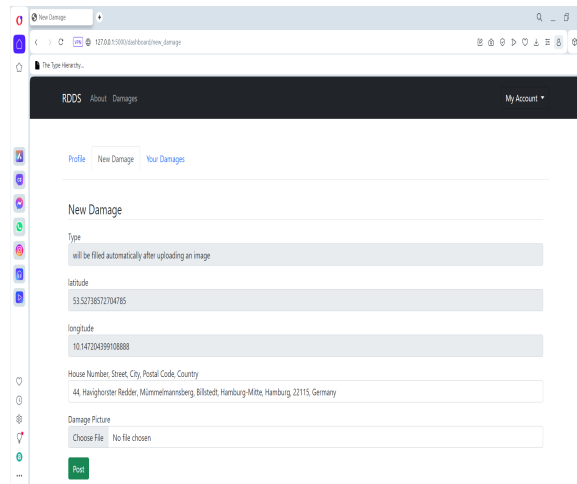 New Damage
VPN 127.0.0.1:5000/dashboard/new_damage
The Type Hierarchy...
RDDS About Damages My Account
Profile New Damage Your Damages
New Damage
Type
will be filled automatically after uploading an image
latitude
53.52738572704785
longitude
10.147204399108888
House Number, Street, City, Postal Code, Country
44, Havighorster Redder, Mümmelmannsberg, Billstedt, Hamburg-Mitte, Hamburg, 22115, Germany
Damage Picture
Choose File No file chosen
Post